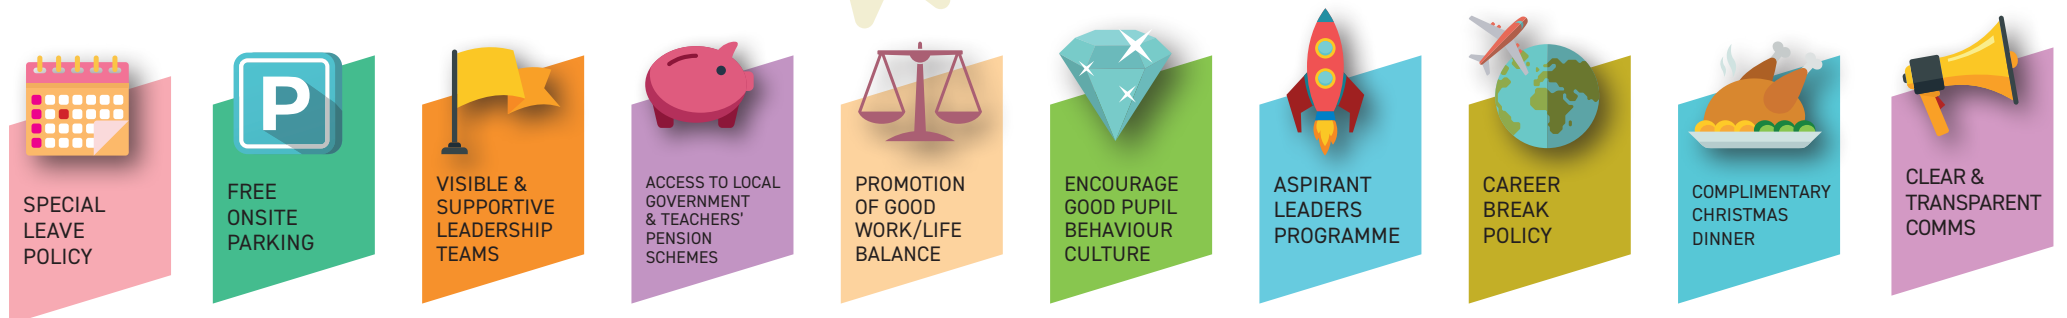 SPECIAL
LEAVE
POLICY
P
FREE
ONSITE
PARKING
VISIBLE &
SUPPORTIVE
LEADERSHIP
TEAMS
ACCESS TO LOCAL
GOVERNMENT
& TEACHERS'
PENSION
SCHEMES
PROMOTION
OF GOOD
WORK/LIFE
BALANCE
ENCOURAGE
GOOD PUPIL
BEHAVIOUR
CULTURE
ASPIRANT
LEADERS
PROGRAMME
CAREER
BREAK
POLICY
COMPLIMENTARY
CHRISTMAS
DINNER
CLEAR &
TRANSPARENT
COMMS